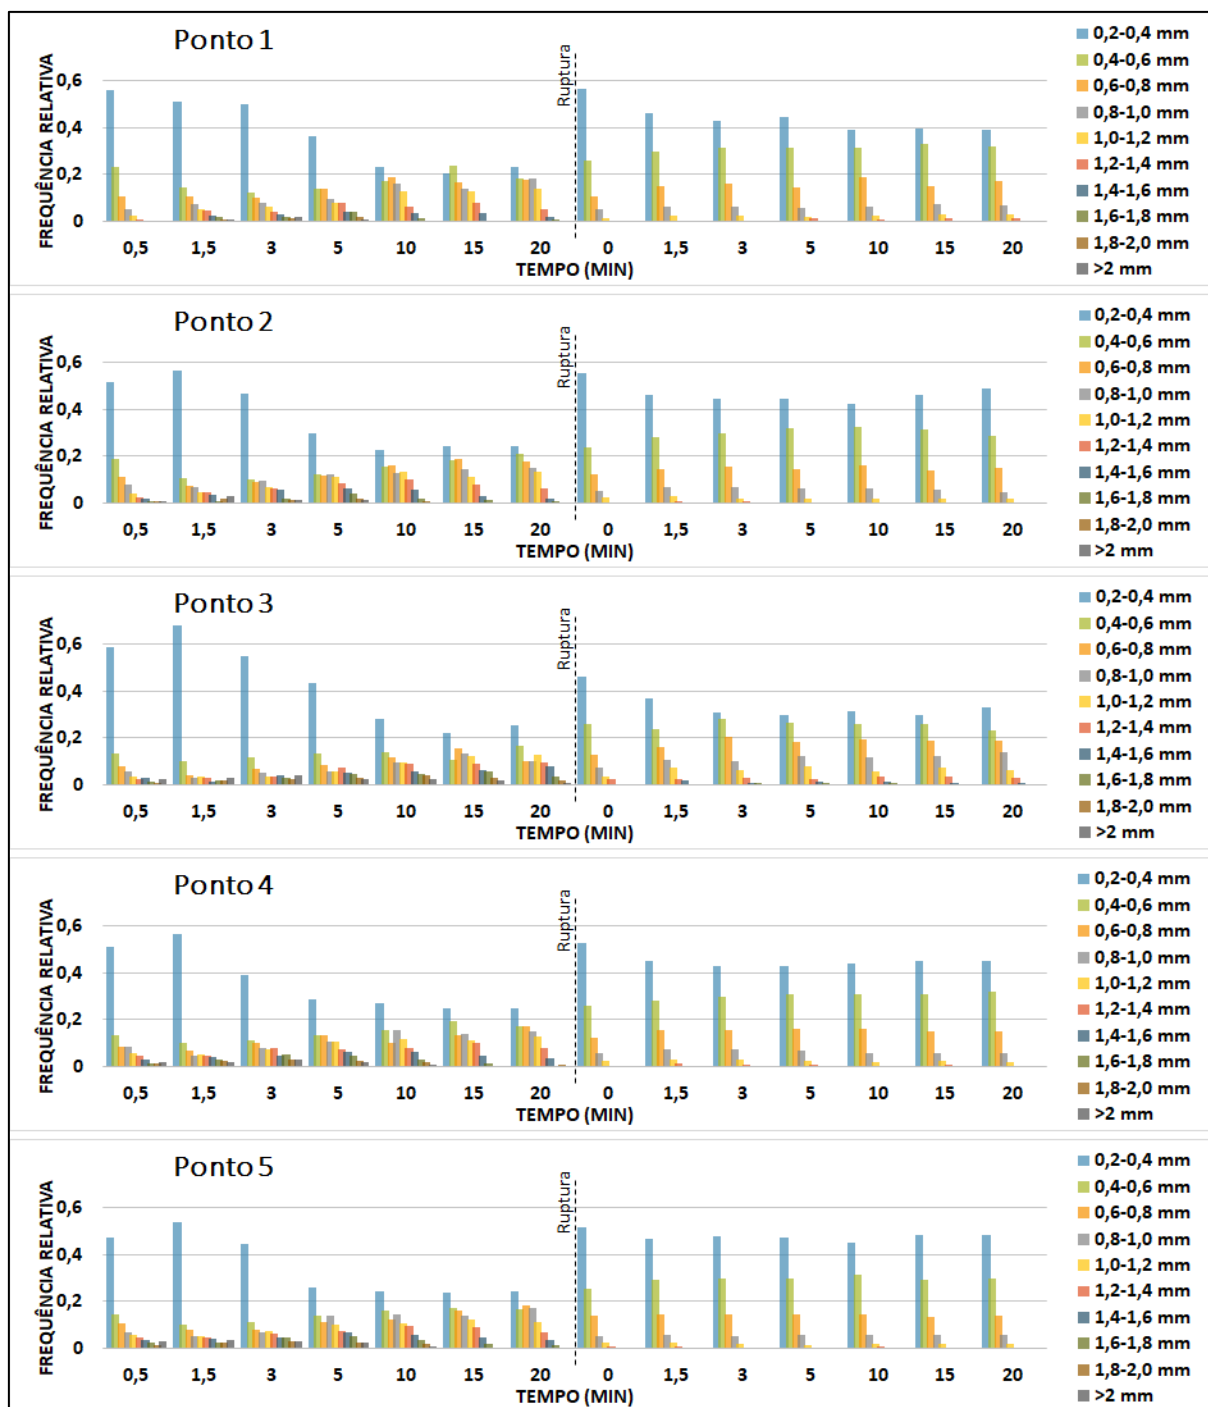 Ponto 1
FREQUÊNCIA RELATIVA
0,6
0,4
0,2
0
Ruptura
0,5 1,5 3 5 10 15 20 0 1,5 3 5 10 15 20
TEMPO (MIN)
0,2-0,4 mm
0,4-0,6 mm
0,6-0,8 mm
0,8-1,0 mm
1,0-1,2 mm
1,2-1,4 mm
1,4-1,6 mm
1,6-1,8 mm
1,8-2,0 mm
>2 mm
Ponto 2
FREQUÊNCIA RELATIVA
0,6
0,4
0,2
0
Ruptura
0,5 1,5 3 5 10 15 20 0 1,5 3 5 10 15 20
TEMPO (MIN)
0,2-0,4 mm
0,4-0,6 mm
0,6-0,8 mm
0,8-1,0 mm
1,0-1,2 mm
1,2-1,4 mm
1,4-1,6 mm
1,6-1,8 mm
1,8-2,0 mm
>2 mm
Ponto 3
FREQUÊNCIA RELATIVA
0,6
0,4
0,2
0
Ruptura
0,5 1,5 3 5 10 15 20 0 1,5 3 5 10 15 20
TEMPO (MIN)
0,2-0,4 mm
0,4-0,6 mm
0,6-0,8 mm
0,8-1,0 mm
1,0-1,2 mm
1,2-1,4 mm
1,4-1,6 mm
1,6-1,8 mm
1,8-2,0 mm
>2 mm
Ponto 4
FREQUÊNCIA RELATIVA
0,6
0,4
0,2
0
Ruptura
0,5 1,5 3 5 10 15 20 0 1,5 3 5 10 15 20
TEMPO (MIN)
0,2-0,4 mm
0,4-0,6 mm
0,6-0,8 mm
0,8-1,0 mm
1,0-1,2 mm
1,2-1,4 mm
1,4-1,6 mm
1,6-1,8 mm
1,8-2,0 mm
>2 mm
Ponto 5
FREQUÊNCIA RELATIVA
0,6
0,4
0,2
0
Ruptura
0,5 1,5 3 5 10 15 20 0 1,5 3 5 10 15 20
TEMPO (MIN)
0,2-0,4 mm
0,4-0,6 mm
0,6-0,8 mm
0,8-1,0 mm
1,0-1,2 mm
1,2-1,4 mm
1,4-1,6 mm
1,6-1,8 mm
1,8-2,0 mm
>2 mm